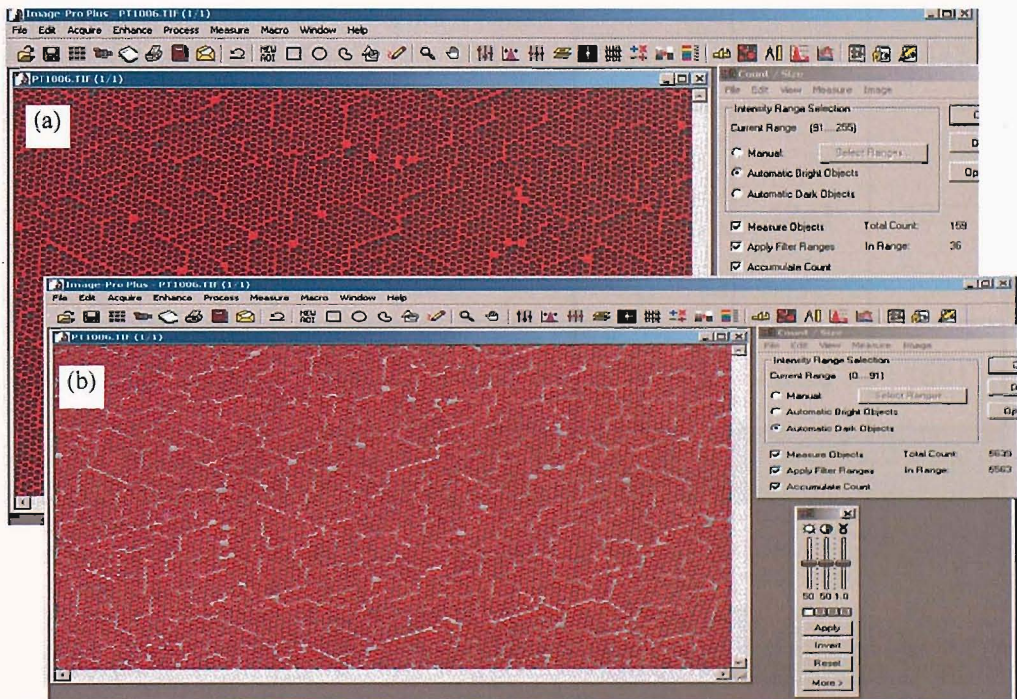 Image-Pro Plus - PT1006.TIF (1/1)
File Edit Acquire Enhance Process Measure Macro Window Help
NEW AOI
PT1006.TIF (1/1)
(a)
Count / Size
File Edit View Measure Image
Intensity Range Selection
Current Range (91...255)
Manual Select Ranges
Automatic Bright Objects
Automatic Dark Objects
Measure Objects Total Count: 159
Apply Filter Ranges In Range: 36
Accumulate Count
Op
Image-Pro Plus - PT1006.TIF (1/1)
File Edit Acquire Enhance Process Measure Macro Window Help
NEW AOI
PT1006.TIF (1/1)
(b)
Count / Size
File Edit View Measure Image
Intensity Range Selection
Current Range (0...91)
Manual Select Ranges
Automatic Bright Objects
Automatic Dark Objects
Measure Objects Total Count:
Apply Filter Ranges In Range:
Accumulate Count
Op
50 50 1.0
Apply
Invert
Reset
More >